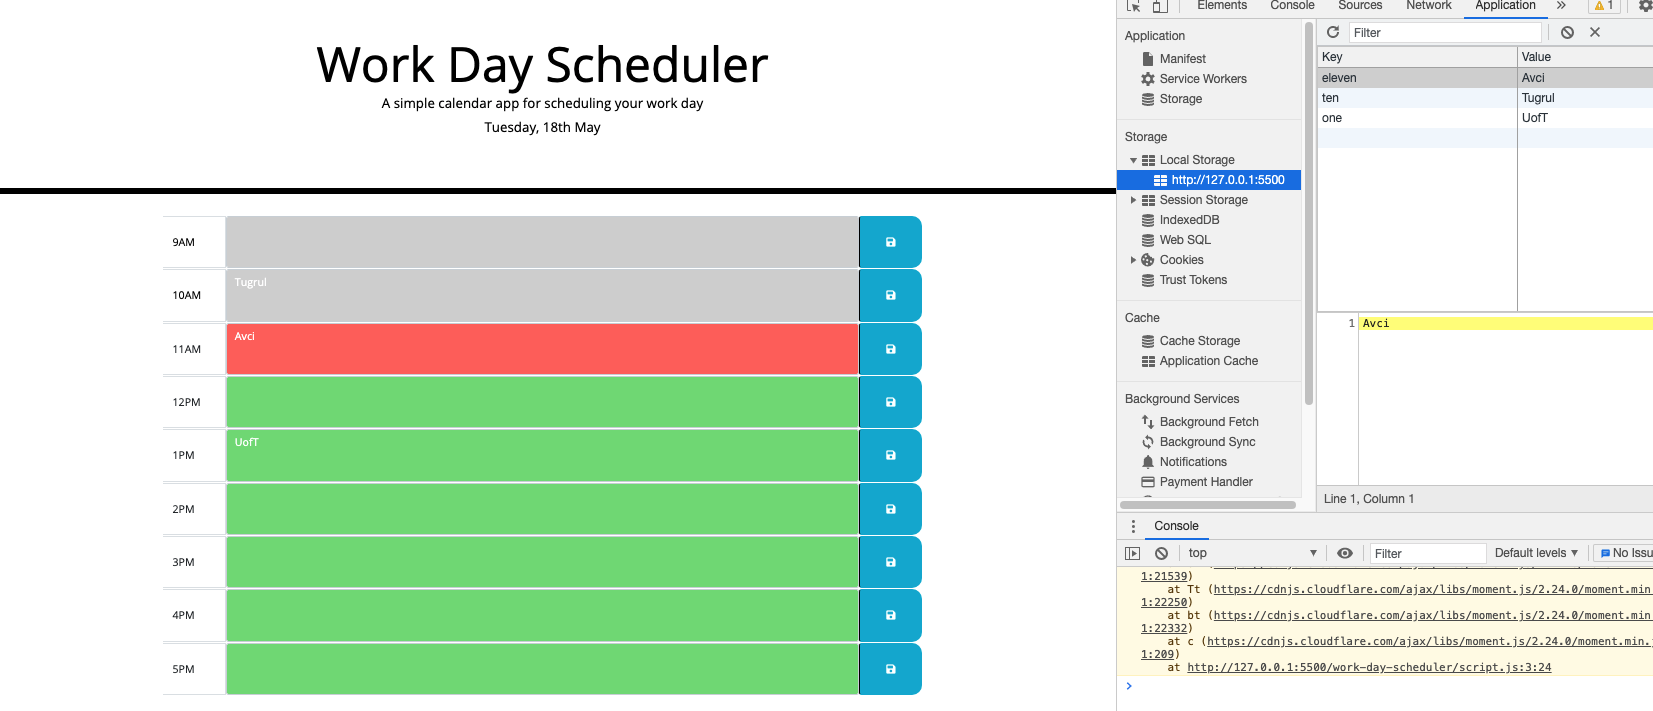 Work Day Scheduler
A simple calendar app for scheduling your work day
Tuesday, 18th May
9AM
10AM Tugrul
11AM Avci
12PM
1PM UofT
2PM
3PM
4PM
5PM
Elements Console Sources Network Application » 1
Application
Manifest
Service Workers
Storage
Storage
Local Storage
http://127.0.0.1:5500
Session Storage
IndexedDB
Web SQL
Cookies
Trust Tokens
Cache
Cache Storage
Application Cache
Background Services
Background Fetch
Background Sync
Notifications
Payment Handler
Filter
Key Value
eleven Avci
ten Tugrul
one UofT
1 Avci
Line 1, Column 1
Console
top Filter Default levels No Issu
1:21539)
at Tt (https://cdnjs.cloudflare.com/ajax/libs/moment.js/2.24.0/moment.min
1:22250)
at bt (https://cdnjs.cloudflare.com/ajax/libs/moment.js/2.24.0/moment.min
1:22332)
at c (https://cdnjs.cloudflare.com/ajax/libs/moment.js/2.24.0/moment.min.j
1:209)
at http://127.0.0.1:5500/work-day-scheduler/script.js:3:24